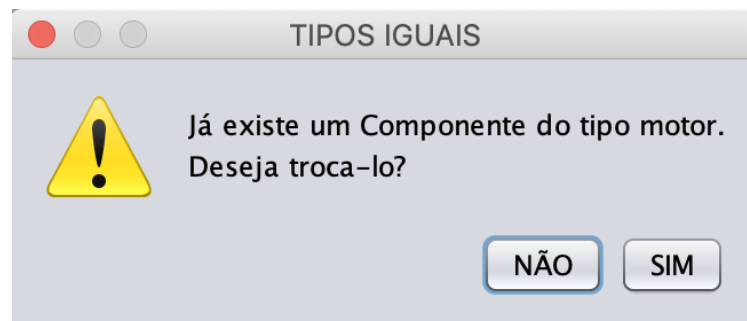 TIPOS IGUAIS
Já existe um Componente do tipo motor.
Deseja troca-lo?
NÃO SIM